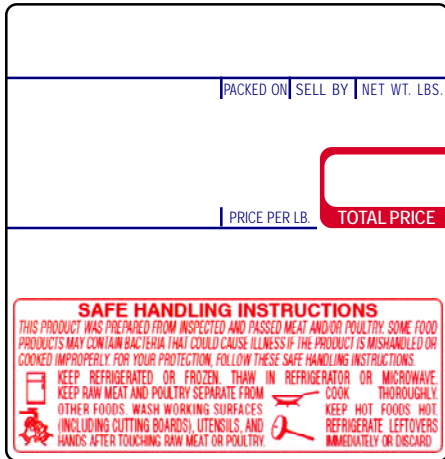 PACKED ON SELL BY NET WT. LBS.
PRICE PER LB. TOTAL PRICE
SAFE HANDLING INSTRUCTIONS
THIS PRODUCT WAS PREPARED FROM INSPECTED AND PASSED MEAT AND/OR POULTRY. SOME FOOD
PRODUCTS MAY CONTAIN BACTERIA THAT COULD CAUSE ILLNESS IF THE PRODUCT IS MISHANDLED OR
COOKED IMPROPERLY. FOR YOUR PROTECTION, FOLLOW THESE SAFE HANDLING INSTRUCTIONS.
KEEP REFRIGERATED OR FROZEN. THAW IN REFRIGERATOR OR MICROWAVE.
KEEP RAW MEAT AND POULTRY SEPARATE FROM
OTHER FOODS. WASH WORKING SURFACES
(INCLUDING CUTTING BOARDS), UTENSILS, AND
HANDS AFTER TOUCHING RAW MEAT OR POULTRY.
COOK THOROUGHLY.
KEEP HOT FOODS HOT.
REFRIGERATE LEFTOVERS
IMMEDIATELY OR DISCARD